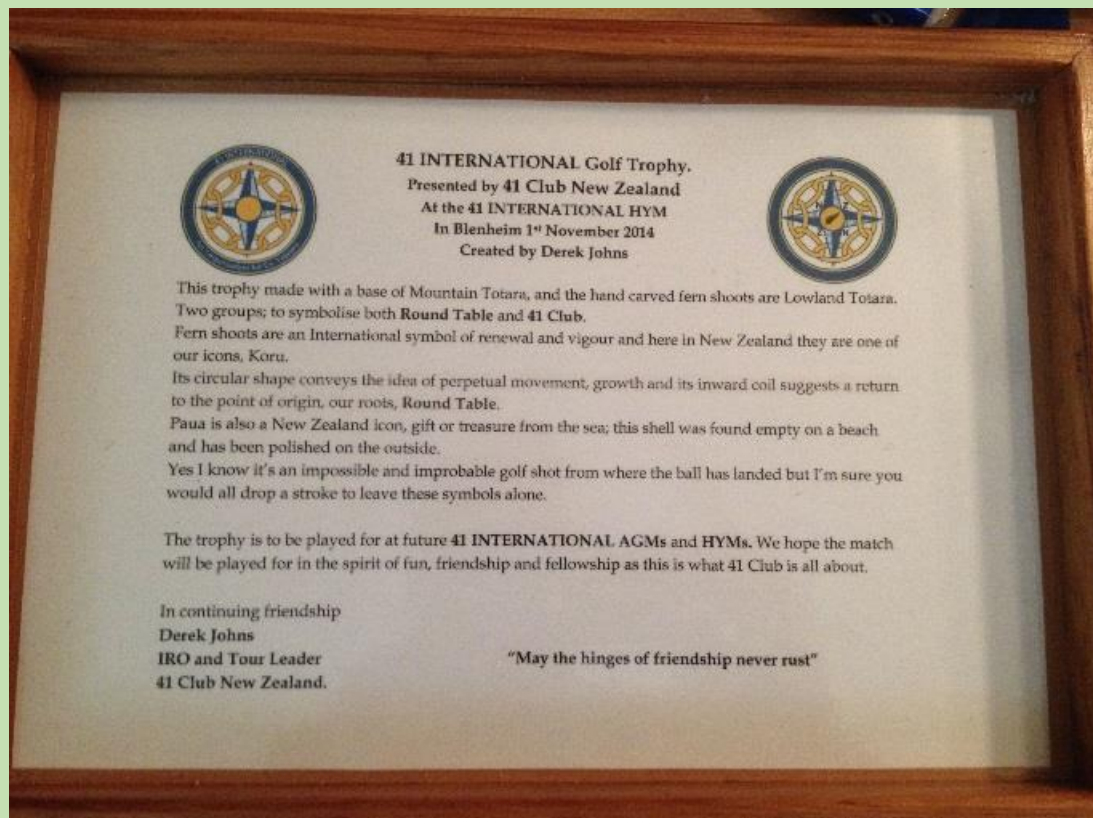 41 INTERNATIONAL Golf Trophy.
Presented by 41 Club New Zealand
At the 41 INTERNATIONAL HYM
In Blenheim 1st November 2014
Created by Derek Johns
41 INTERNATIONAL
N Z
Z N
This trophy made with a base of Mountain Totara, and the hand carved fern shoots are Lowland Totara.
Two groups; to symbolise both Round Table and 41 Club.
Fern shoots are an International symbol of renewal and vigour and here in New Zealand they are one of
our icons, Koru.
Its circular shape conveys the idea of perpetual movement, growth and its inward coil suggests a return
to the point of origin, our roots, Round Table.
Paua is also a New Zealand icon, gift or treasure from the sea; this shell was found empty on a beach
and has been polished on the outside.
Yes I know it's an impossible and improbable golf shot from where the ball has landed but I'm sure you
would all drop a stroke to leave these symbols alone.
The trophy is to be played for at future 41 INTERNATIONAL AGMs and HYMs. We hope the match
will be played for in the spirit of fun, friendship and fellowship as this is what 41 Club is all about.
In continuing friendship
Derek Johns
IRO and Tour Leader
41 Club New Zealand.
"May the hinges of friendship never rust"